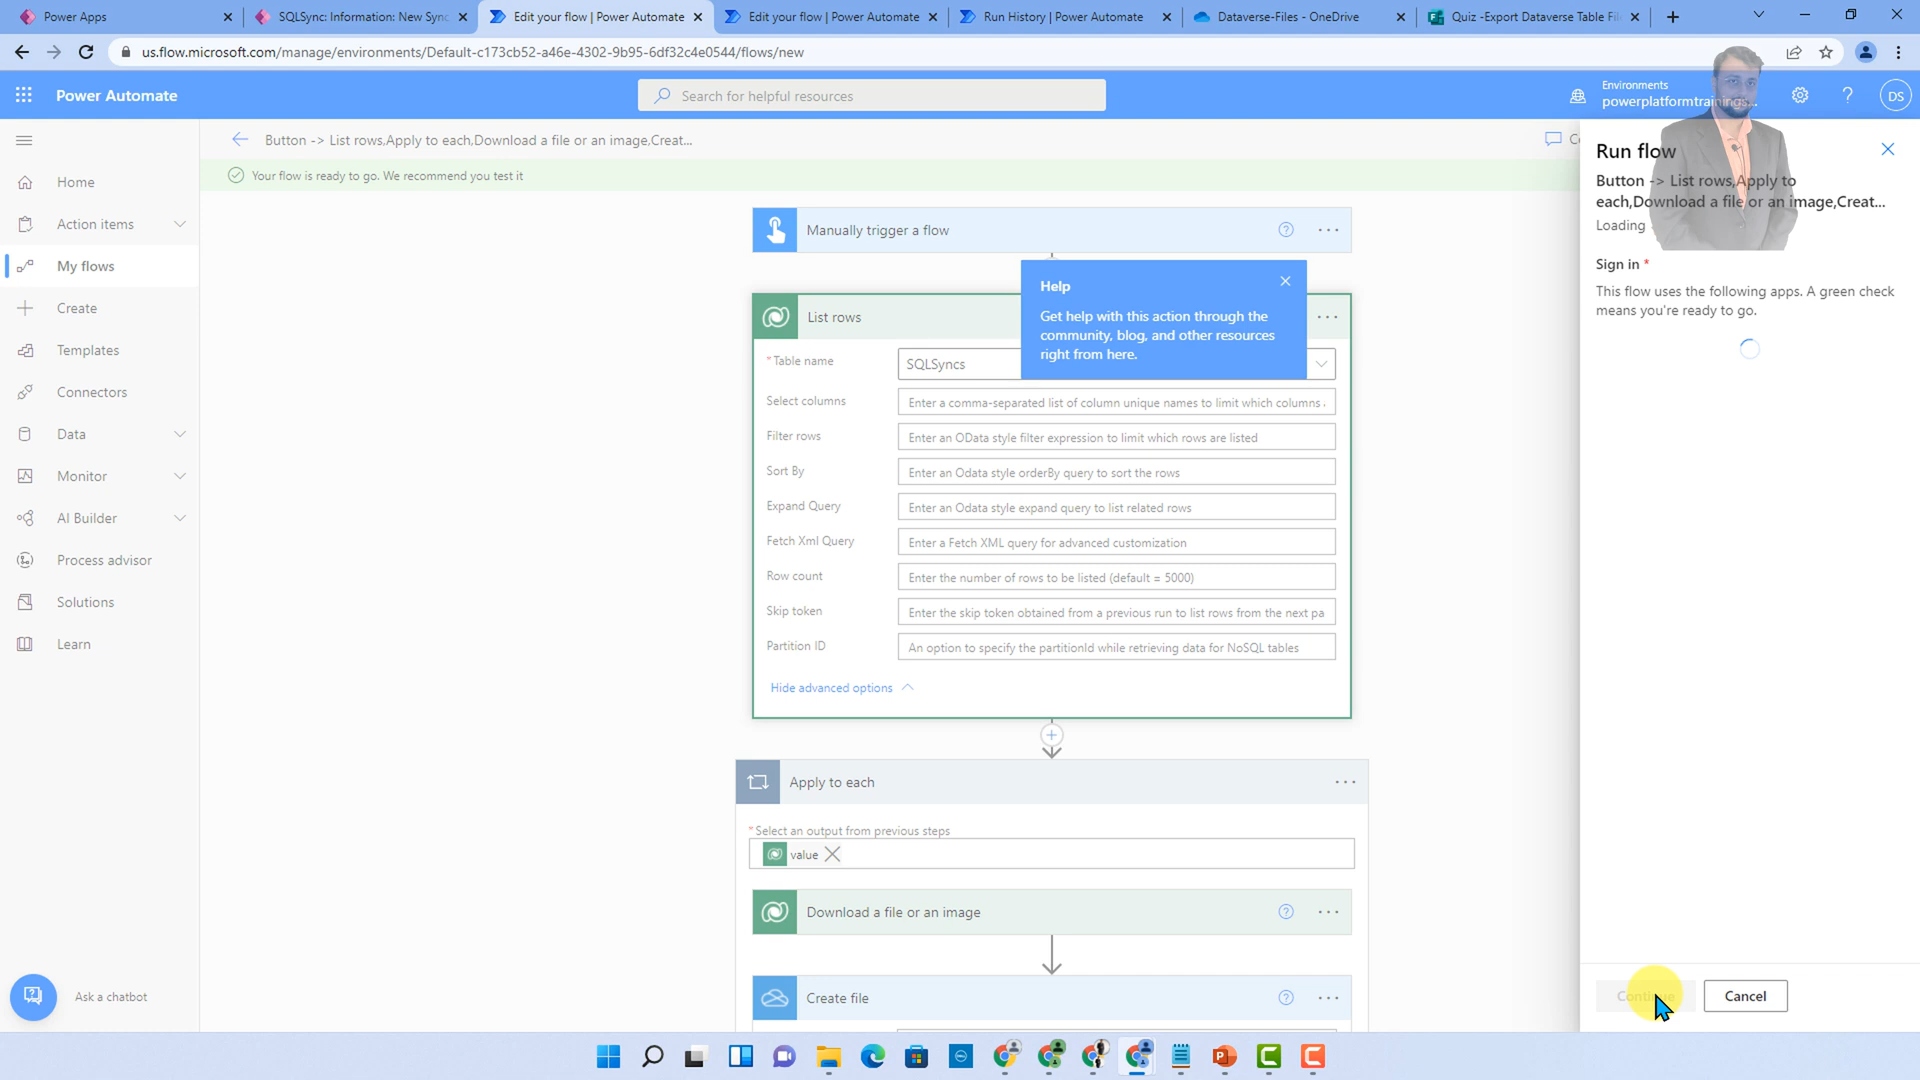 Power Apps
SQLSync: Information: New Sync
Edit your flow | Power Automate
Edit your flow | Power Automate
Run History | Power Automate
Dataverse-Files - OneDrive
Quiz -Export Dataverse Table Fil
us.flow.microsoft.com/manage/environments/Default-c173cb52-a46e-4302-9b95-6df32c4e0544/flows/new
Power Automate
Search for helpful resources
Environments
powerplatformtrainings...
DS
Button -> List rows,Apply to each,Download a file or an image,Creat...
Your flow is ready to go. We recommend you test it
Home
Action items
My flows
Create
Templates
Connectors
Data
Monitor
AI Builder
Process advisor
Solutions
Learn
Ask a chatbot
Manually trigger a flow
Help
Get help with this action through the
community, blog, and other resources
right from here.
List rows
* Table name
SQLSyncs
Select columns
Enter a comma-separated list of column unique names to limit which columns
Filter rows
Enter an OData style filter expression to limit which rows are listed
Sort By
Enter an Odata style orderBy query to sort the rows
Expand Query
Enter an Odata style expand query to list related rows
Fetch Xml Query
Enter a Fetch XML query for advanced customization
Row count
Enter the number of rows to be listed (default = 5000)
Skip token
Enter the skip token obtained from a previous run to list rows from the next pa
Partition ID
An option to specify the partitionId while retrieving data for NoSQL tables
Hide advanced options
Apply to each
* Select an output from previous steps
value
Download a file or an image
Create file
Run flow
Button -> List rows,Apply to
each,Download a file or an image,Creat...
Loading
Sign in *
This flow uses the following apps. A green check
means you're ready to go.
Continue
Cancel